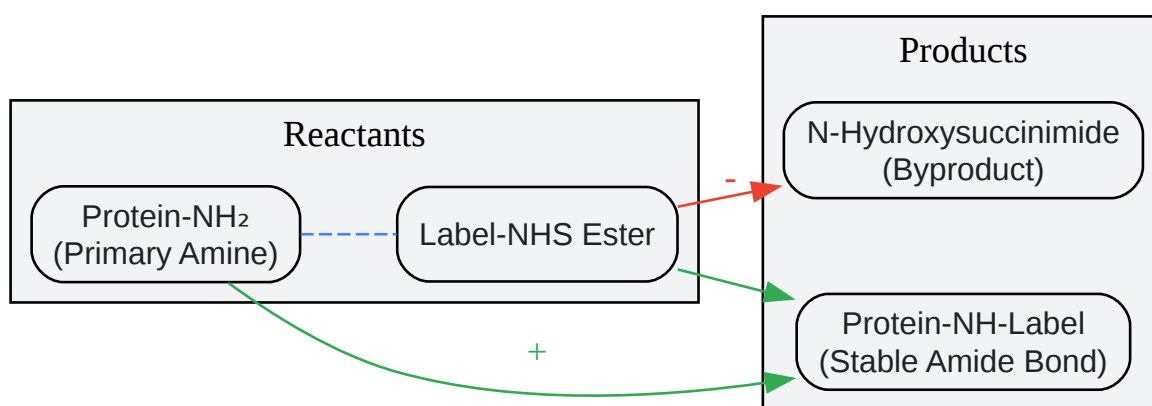 Reactants
Protein-NH₂
(Primary Amine)
Label-NHS Ester
Products
N-Hydroxysuccinimide
(Byproduct)
Protein-NH-Label
(Stable Amide Bond)
-
+